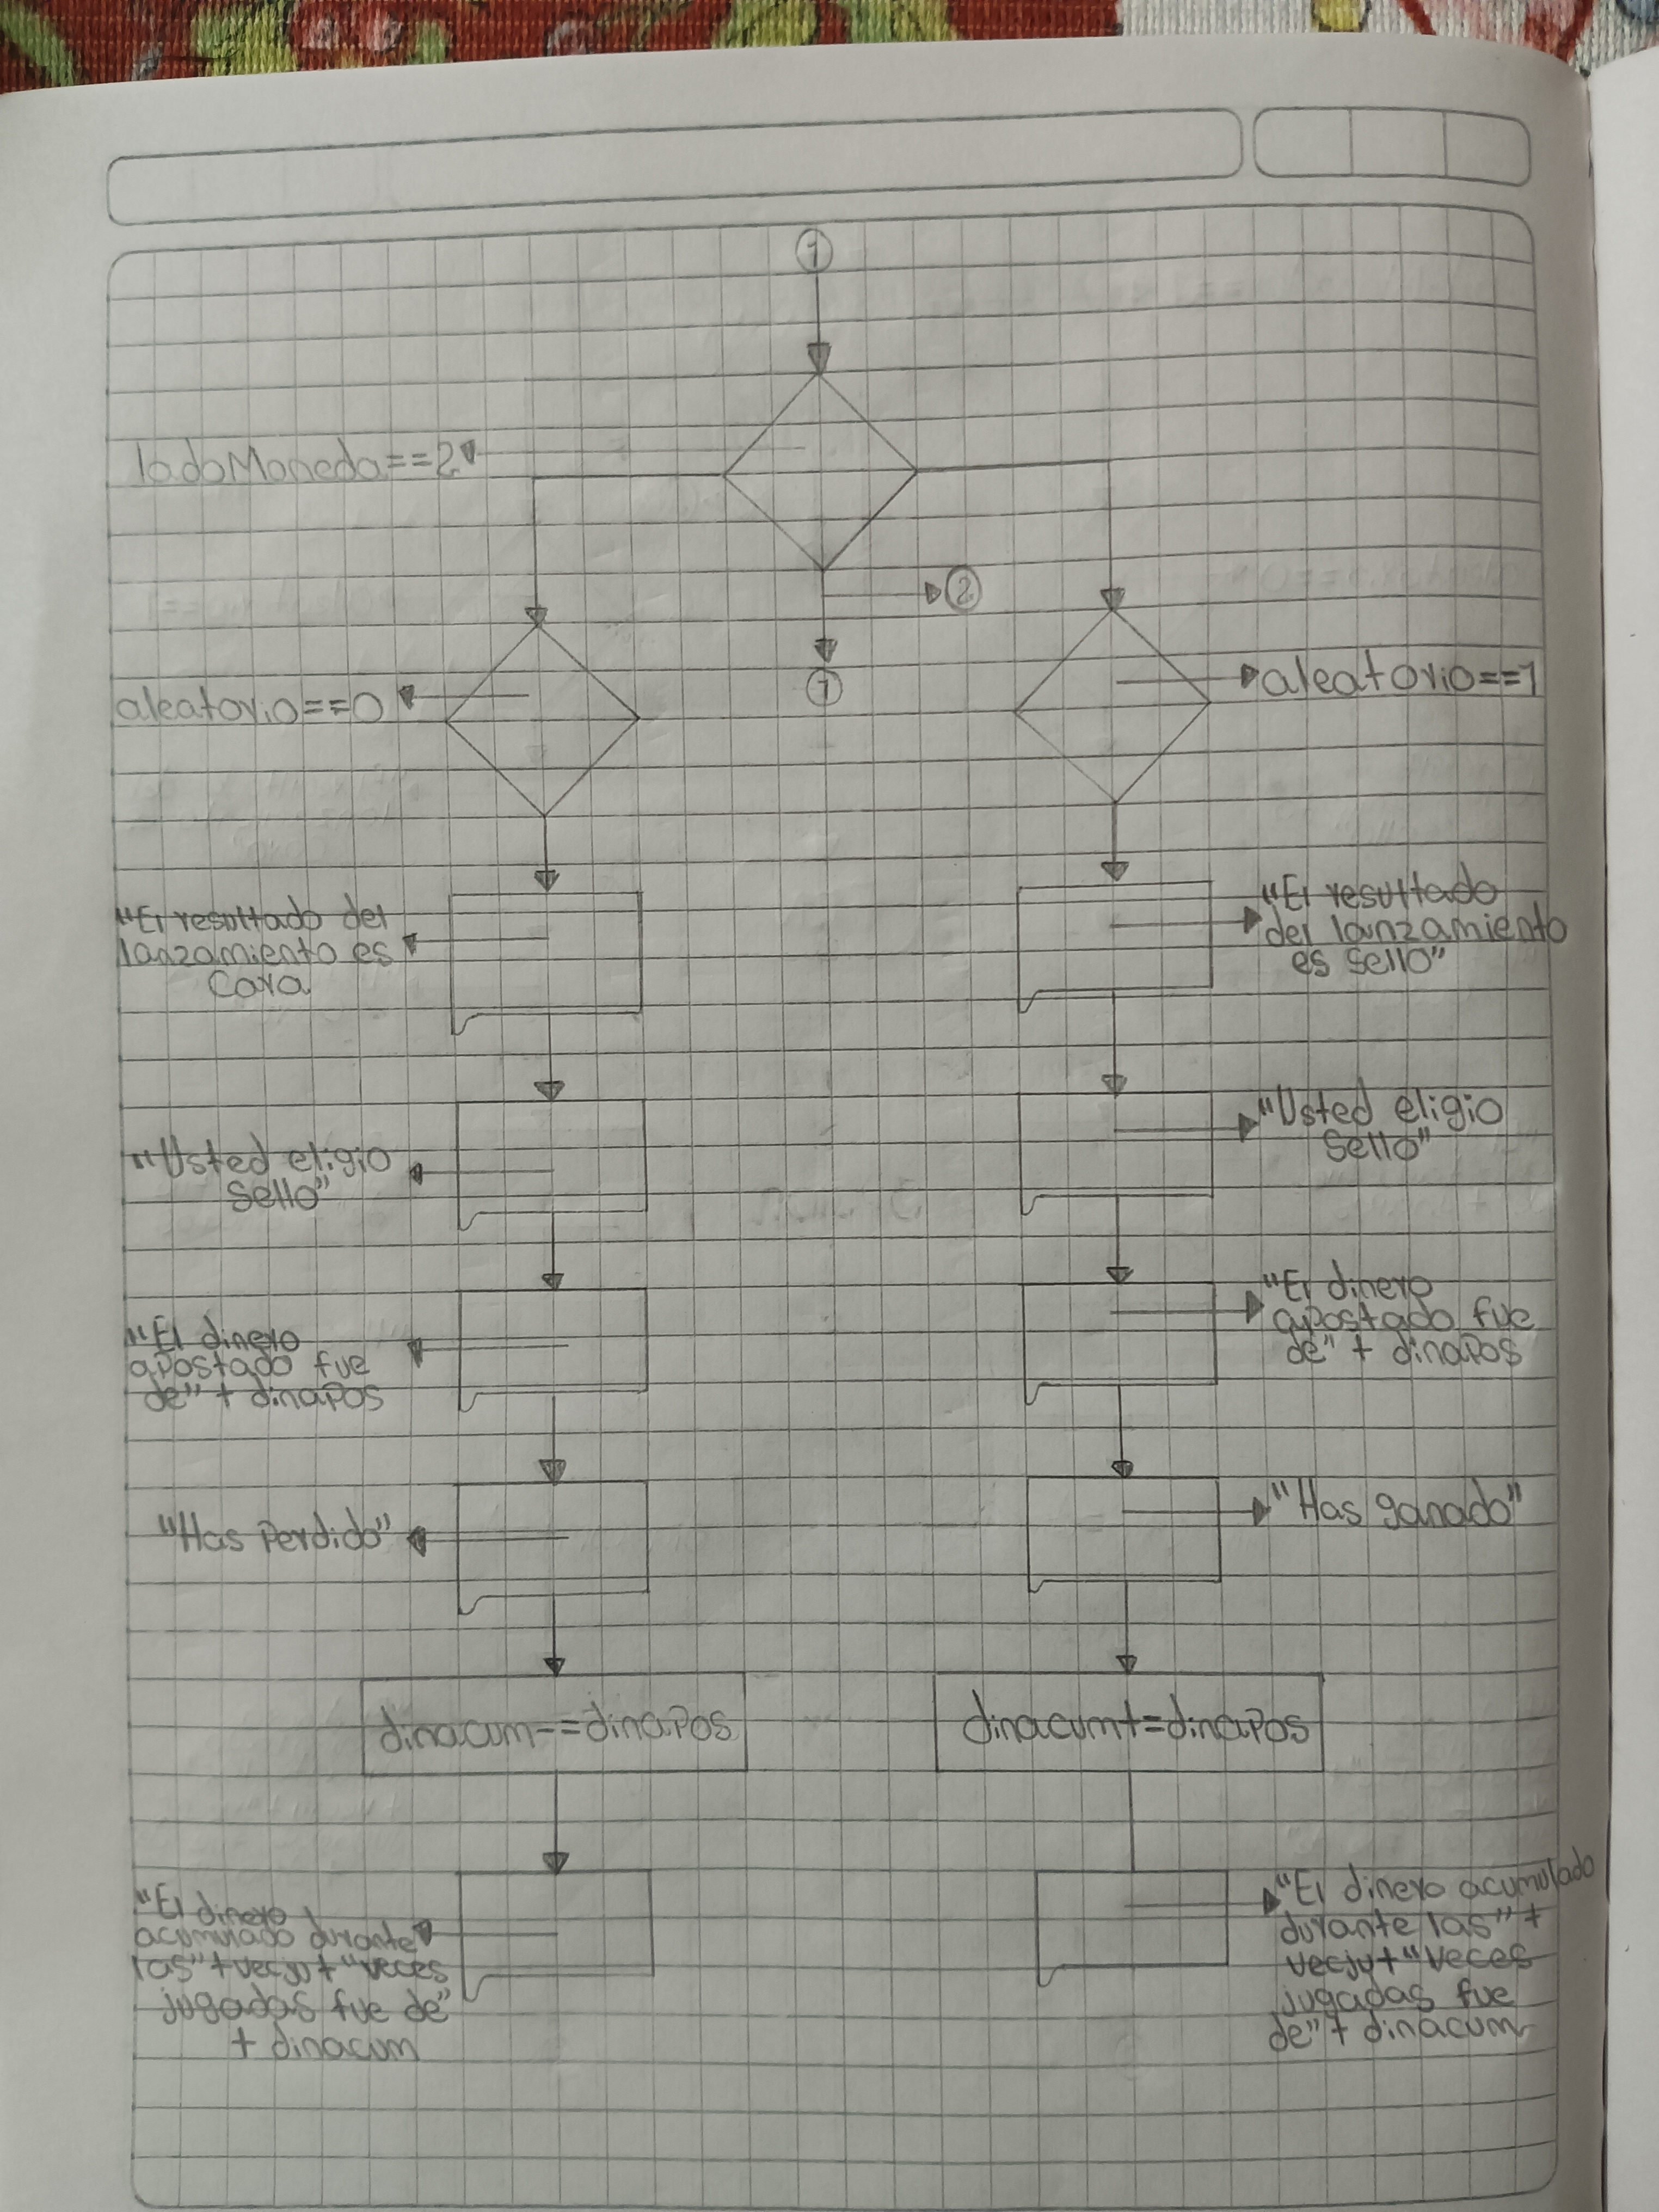 1
ladoMoneda==2
2
1
aleatorio==0
aleatorio==1
"El resultado del
lanzamiento es
Cara
"El resultado
del lanzamiento
es Sello"
"Usted eligio
Sello"
"Usted eligio
Sello"
"El dinero
apostado fue
de" + dinaPos
"El dinero
apostado fue
de" + dinaPos
"Has Perdido"
"Has ganado"
dinacum-=dinaPos
dinacum+=dinaPos
"El dinero
acumulado durante
las"+vecju+"veces
jugadas fue de"
+ dinacum
"El dinero acumulado
durante las" +
vecju+"veces
jugadas fue
de"+ dinacum